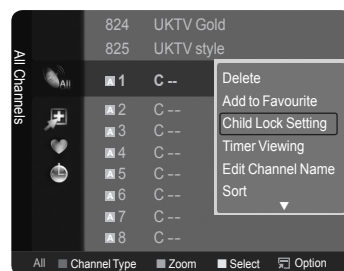 824 UKTV Gold
825 UKTV style
All Channels
All
A 1 C --
A 2 C --
A 3 C --
A 4 C --
A 5 C --
A 6 C --
A 7 C --
A 8 C --
Delete
Add to Favourite
Child Lock Setting
Timer Viewing
Edit Channel Name
Sort
All Channel Type Zoom Select Option